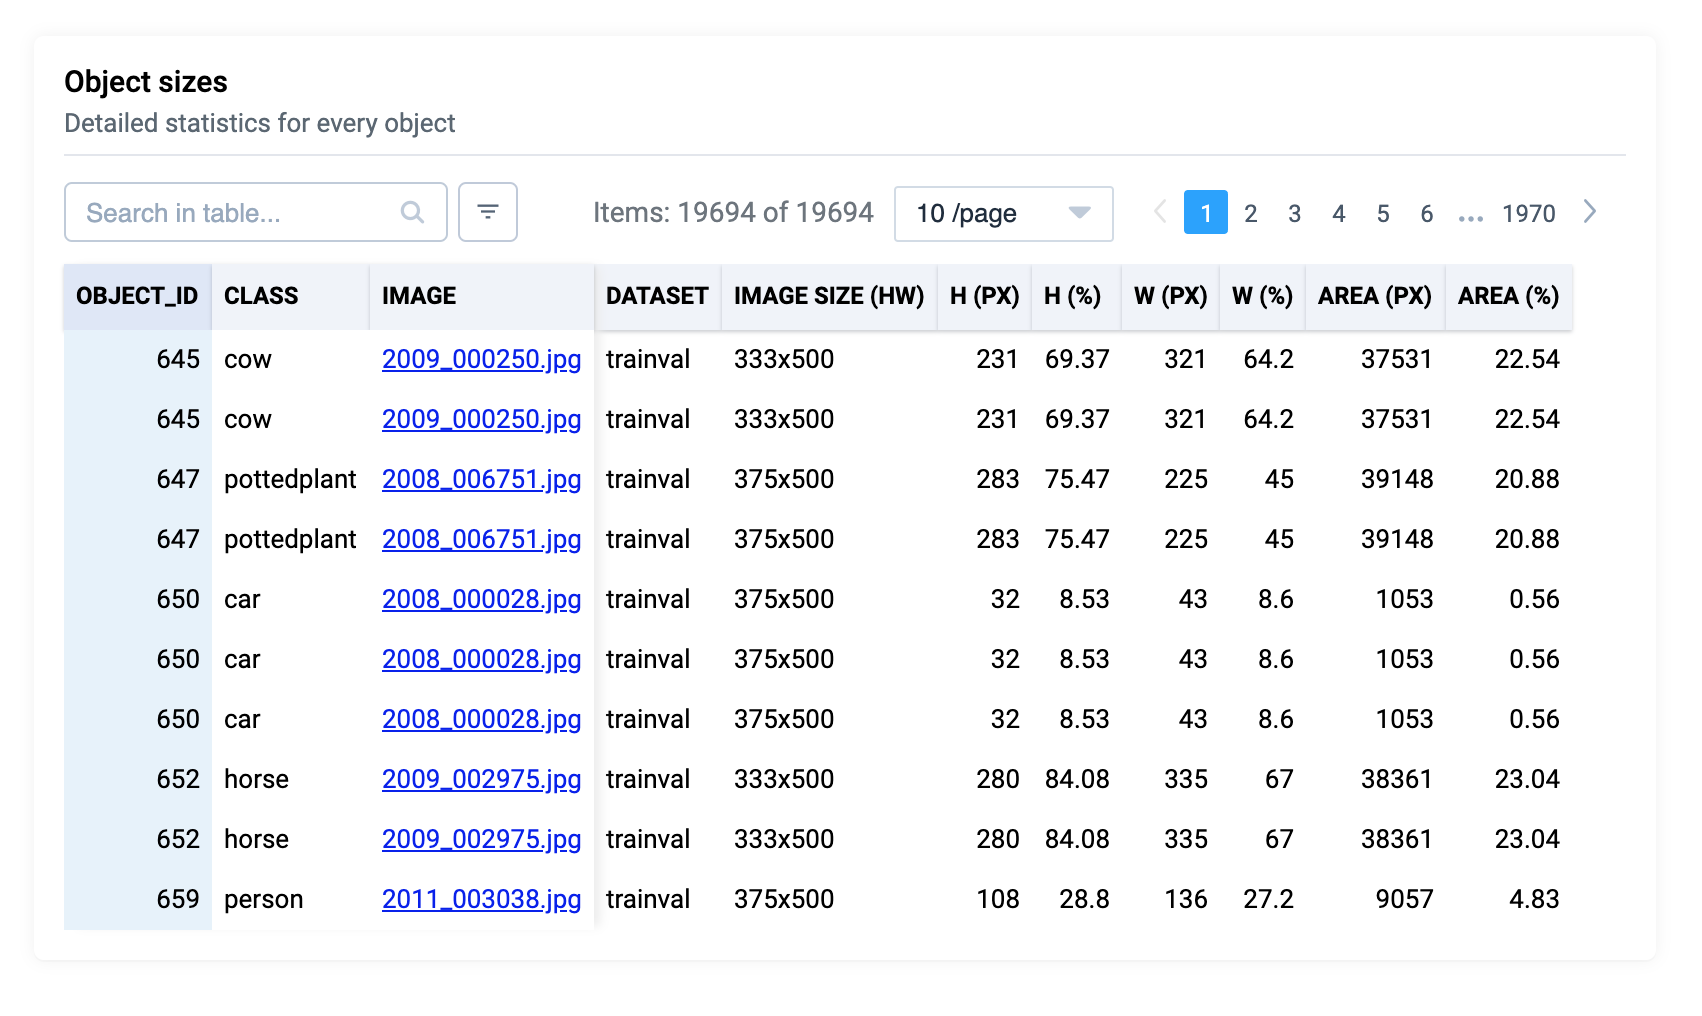 Object sizes
Detailed statistics for every object
Search in table... Items: 19694 of 19694 10 /page 1 2 3 4 5 6 ... 1970
OBJECT_ID CLASS IMAGE DATASET IMAGE SIZE (HW) H (PX) H (%) W (PX) W (%) AREA (PX) AREA (%)
645 cow 2009_000250.jpg trainval 333x500 231 69.37 321 64.2 37531 22.54
645 cow 2009_000250.jpg trainval 333x500 231 69.37 321 64.2 37531 22.54
647 pottedplant 2008_006751.jpg trainval 375x500 283 75.47 225 45 39148 20.88
647 pottedplant 2008_006751.jpg trainval 375x500 283 75.47 225 45 39148 20.88
650 car 2008_000028.jpg trainval 375x500 32 8.53 43 8.6 1053 0.56
650 car 2008_000028.jpg trainval 375x500 32 8.53 43 8.6 1053 0.56
650 car 2008_000028.jpg trainval 375x500 32 8.53 43 8.6 1053 0.56
652 horse 2009_002975.jpg trainval 333x500 280 84.08 335 67 38361 23.04
652 horse 2009_002975.jpg trainval 333x500 280 84.08 335 67 38361 23.04
659 person 2011_003038.jpg trainval 375x500 108 28.8 136 27.2 9057 4.83